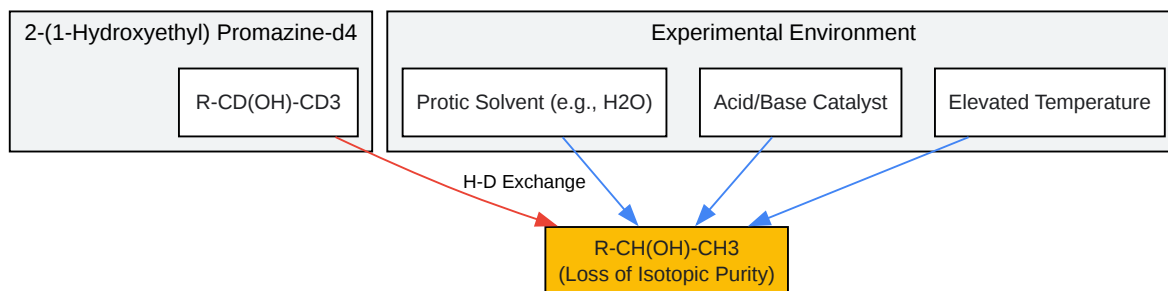 2-(1-Hydroxyethyl) Promazine-d4
Experimental Environment
R-CD(OH)-CD3
Protic Solvent (e.g., H2O)
Acid/Base Catalyst
Elevated Temperature
H-D Exchange
R-CH(OH)-CH3
(Loss of Isotopic Purity)